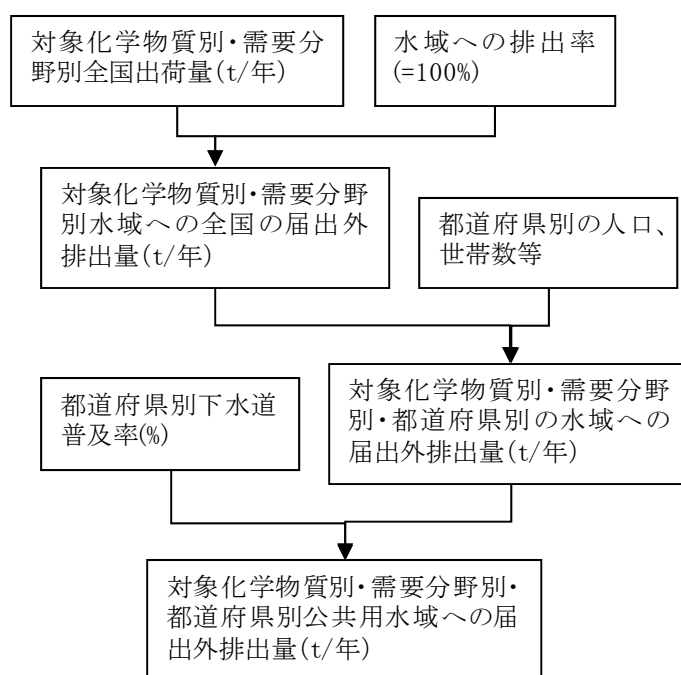 対象化学物質別・需要分
野別全国出荷量(t/年)
水域への排出率
(=100%)
対象化学物質別・需要分野
別水域への全国の届出外
排出量(t/年)
都道府県別の人口、
世帯数等
都道府県別下水道
普及率(%)
対象化学物質別・需要分野
別・都道府県別の水域への
届出外排出量(t/年)
対象化学物質別・需要分野別・
都道府県別公共用水域への届
出外排出量(t/年)